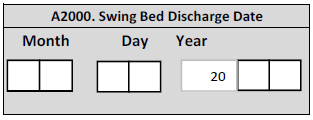 A2000. Swing Bed Discharge Date
Month Day Year
20